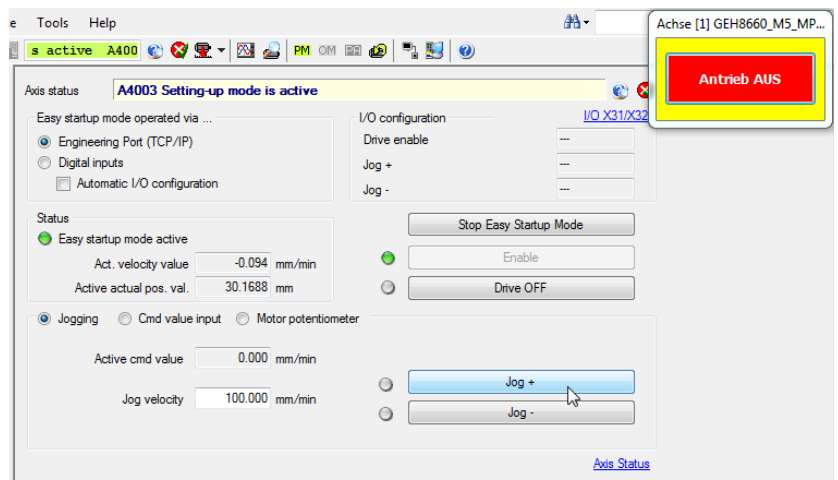 e Tools Help
s active A400
PM OM
Achse [1] GEH8660_M5_MP...
Antrieb AUS
Axis status A4003 Setting-up mode is active
Easy startup mode operated via ...
Engineering Port (TCP/IP)
Digital inputs
Automatic I/O configuration
I/O configuration I/O X31/X32
Drive enable ---
Jog + ---
Jog - ---
Status
Easy startup mode active
Act. velocity value -0.094 mm/min
Active actual pos. val. 30.1688 mm
Stop Easy Startup Mode
Enable
Drive OFF
Jogging Cmd value input Motor potentiometer
Active cmd value 0.000 mm/min
Jog velocity 100.000 mm/min
Jog +
Jog -
Axis Status